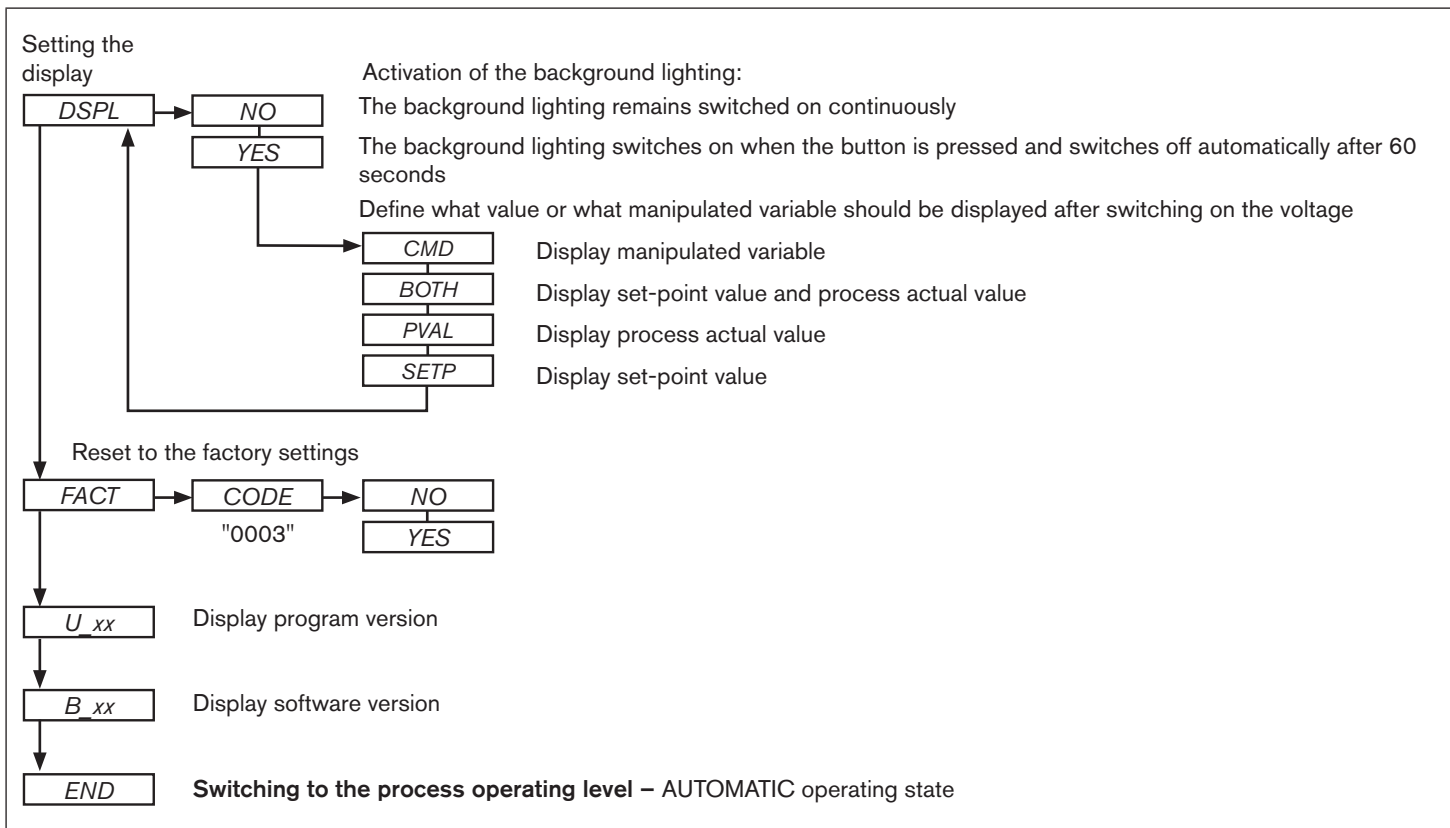 Setting the
display
Activation of the background lighting:
DSPL
NO
The background lighting remains switched on continuously
YES
The background lighting switches on when the button is pressed and switches off automatically after 60
seconds
Define what value or what manipulated variable should be displayed after switching on the voltage
CMD
Display manipulated variable
BOTH
Display set-point value and process actual value
PVAL
Display process actual value
SETP
Display set-point value
Reset to the factory settings
FACT
CODE
NO
"0003"
YES
U_xx
Display program version
B_xx
Display software version
END
Switching to the process operating level – AUTOMATIC operating state